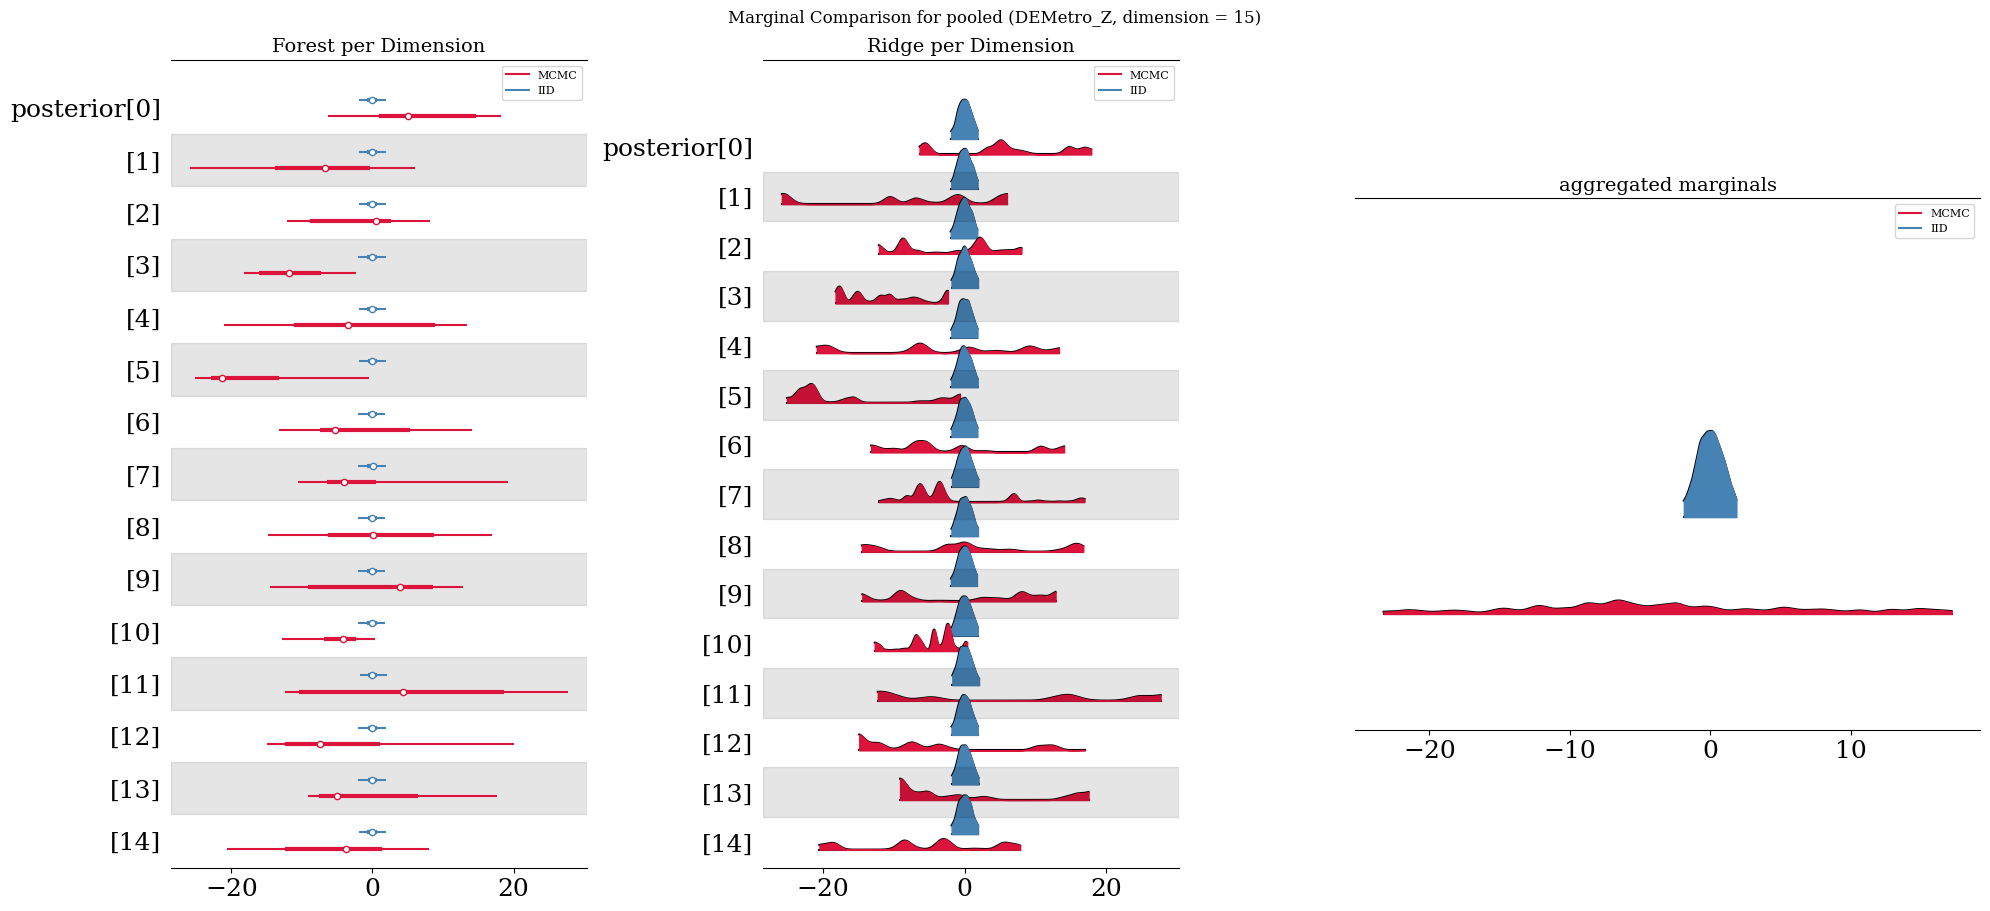 Marginal Comparison for pooled (DEMetro_Z, dimension = 15)
Forest per Dimension
MCMC
IID
posterior[0]
[1]
[2]
[3]
[4]
[5]
[6]
[7]
[8]
[9]
[10]
[11]
[12]
[13]
[14]
−20 0 20
Ridge per Dimension
MCMC
IID
posterior[0]
[1]
[2]
[3]
[4]
[5]
[6]
[7]
[8]
[9]
[10]
[11]
[12]
[13]
[14]
−20 0 20
aggregated marginals
MCMC
IID
−20 −10 0 10